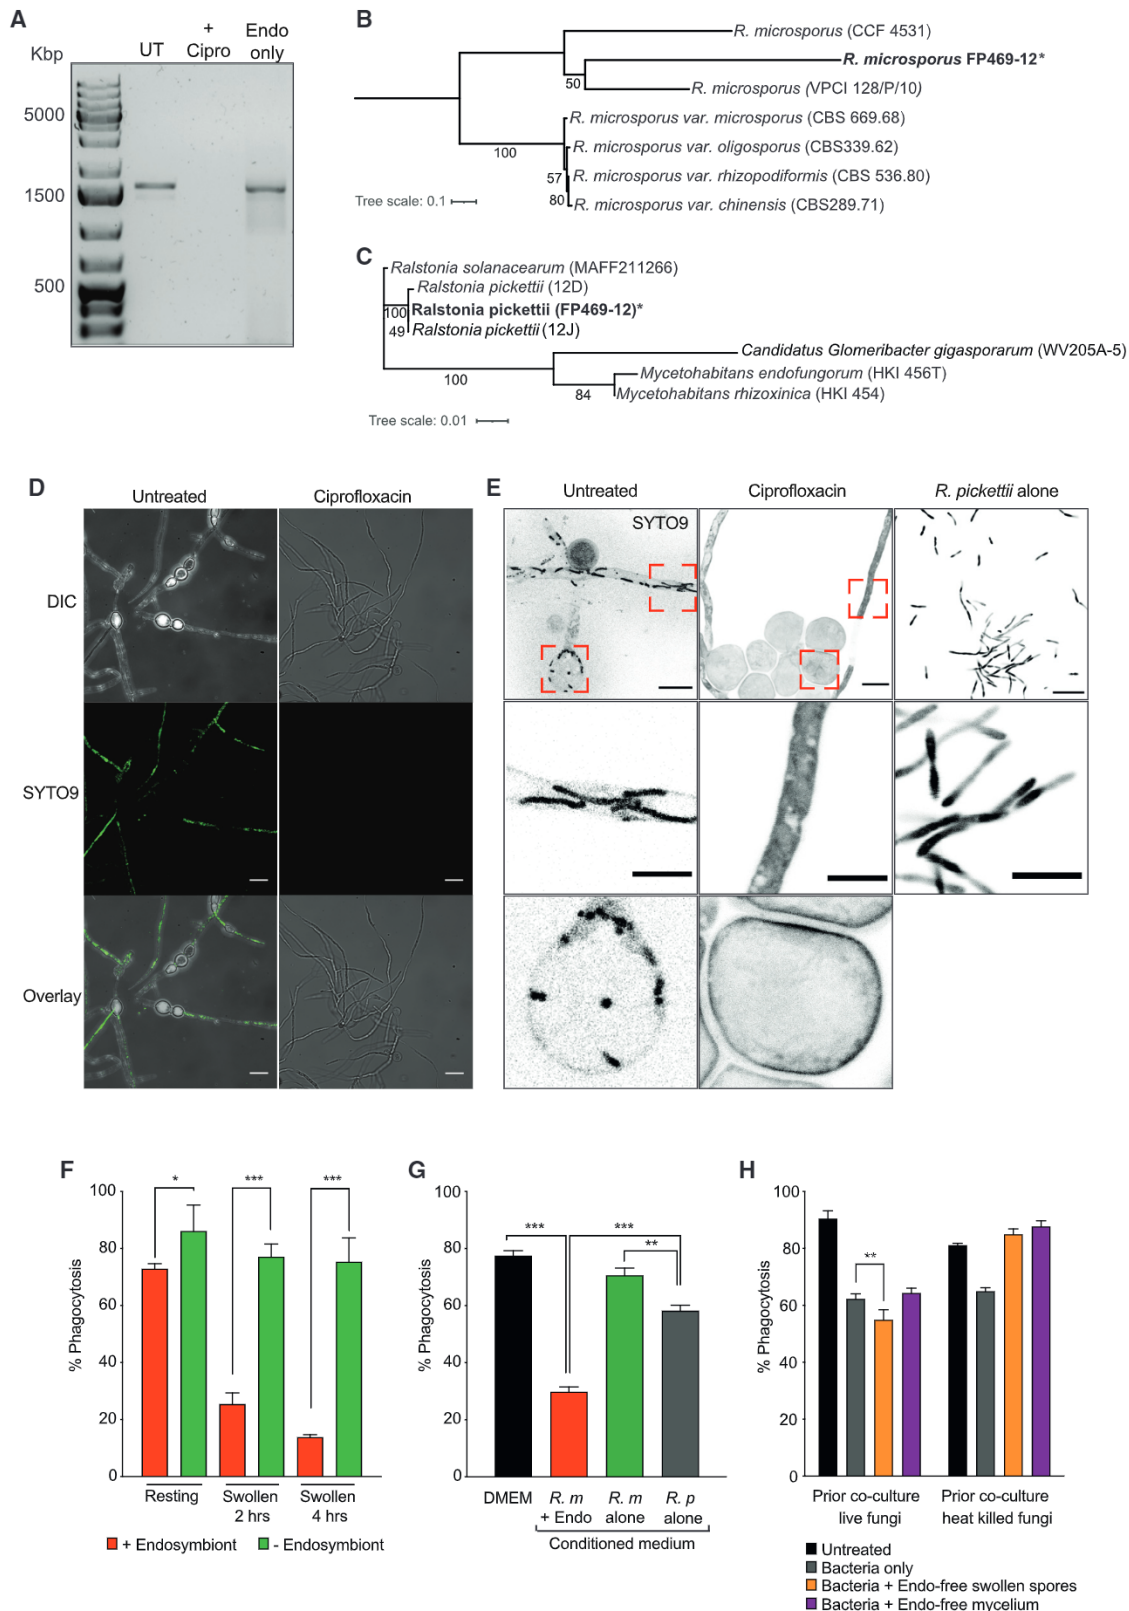 A
Kbp
UT
+ Cipro
Endo only
5000
1500
500
B
R. microsporus (CCF 4531)
R. microsporus FP469-12*
50
R. microsporus (VPCI 128/P/10)
R. microsporus var. microsporus (CBS 669.68)
100
R. microsporus var. oligosporus (CBS339.62)
57
R. microsporus var. rhizopodiformis (CBS 536.80)
80
R. microsporus var. chinensis (CBS289.71)
Tree scale: 0.1
C
Ralstonia solanacearum (MAFF211266)
Ralstonia pickettii (12D)
100
Ralstonia pickettii (FP469-12)*
49
Ralstonia pickettii (12J)
Candidatus Glomeribacter gigasporarum (WV205A-5)
100
Mycetohabitans endofungorum (HKI 456T)
84
Mycetohabitans rhizoxinica (HKI 454)
Tree scale: 0.01
D
Untreated
Ciprofloxacin
DIC
SYTO9
Overlay
E
Untreated
Ciprofloxacin
R. pickettii alone
SYTO9
F
% Phagocytosis
100
80
60
40
20
0
*
***
***
Resting
Swollen 2 hrs
Swollen 4 hrs
+ Endosymbiont
- Endosymbiont
G
% Phagocytosis
100
80
60
40
20
0
***
***
**
DMEM
R. m + Endo
R. m alone
R. p alone
Conditioned medium
H
% Phagocytosis
100
80
60
40
20
0
**
Prior co-culture live fungi
Prior co-culture heat killed fungi
Untreated
Bacteria only
Bacteria + Endo-free swollen spores
Bacteria + Endo-free mycelium